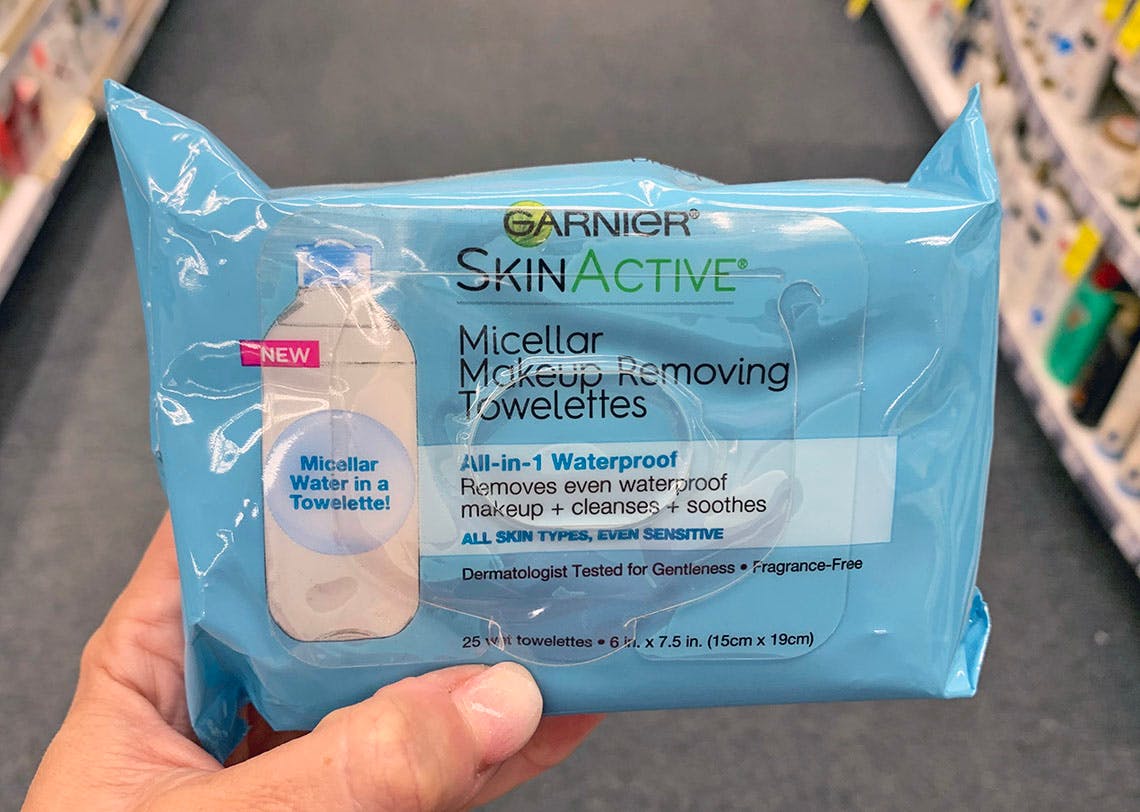 GARNIER®
SKINACTIVE®
NEW
Micellar
Makeup Removing
Towelettes
Micellar
Water in a
Towelette!
All-in-1 Waterproof
Removes even waterproof
makeup + cleanses + soothes
ALL SKIN TYPES, EVEN SENSITIVE
Dermatologist Tested for Gentleness • Fragrance-Free
25 wet towelettes • 6 in. x 7.5 in. (15cm x 19cm)